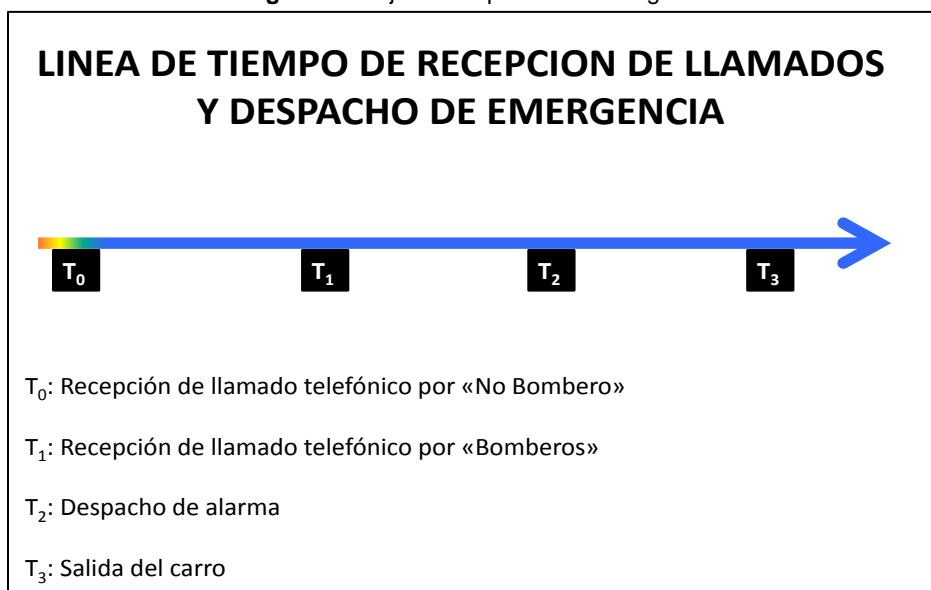 LINEA DE TIEMPO DE RECEPCION DE LLAMADOS
Y DESPACHO DE EMERGENCIA
T₀ T₁ T₂ T₃
T₀: Recepción de llamado telefónico por «No Bombero»
T₁: Recepción de llamado telefónico por «Bomberos»
T₂: Despacho de alarma
T₃: Salida del carro